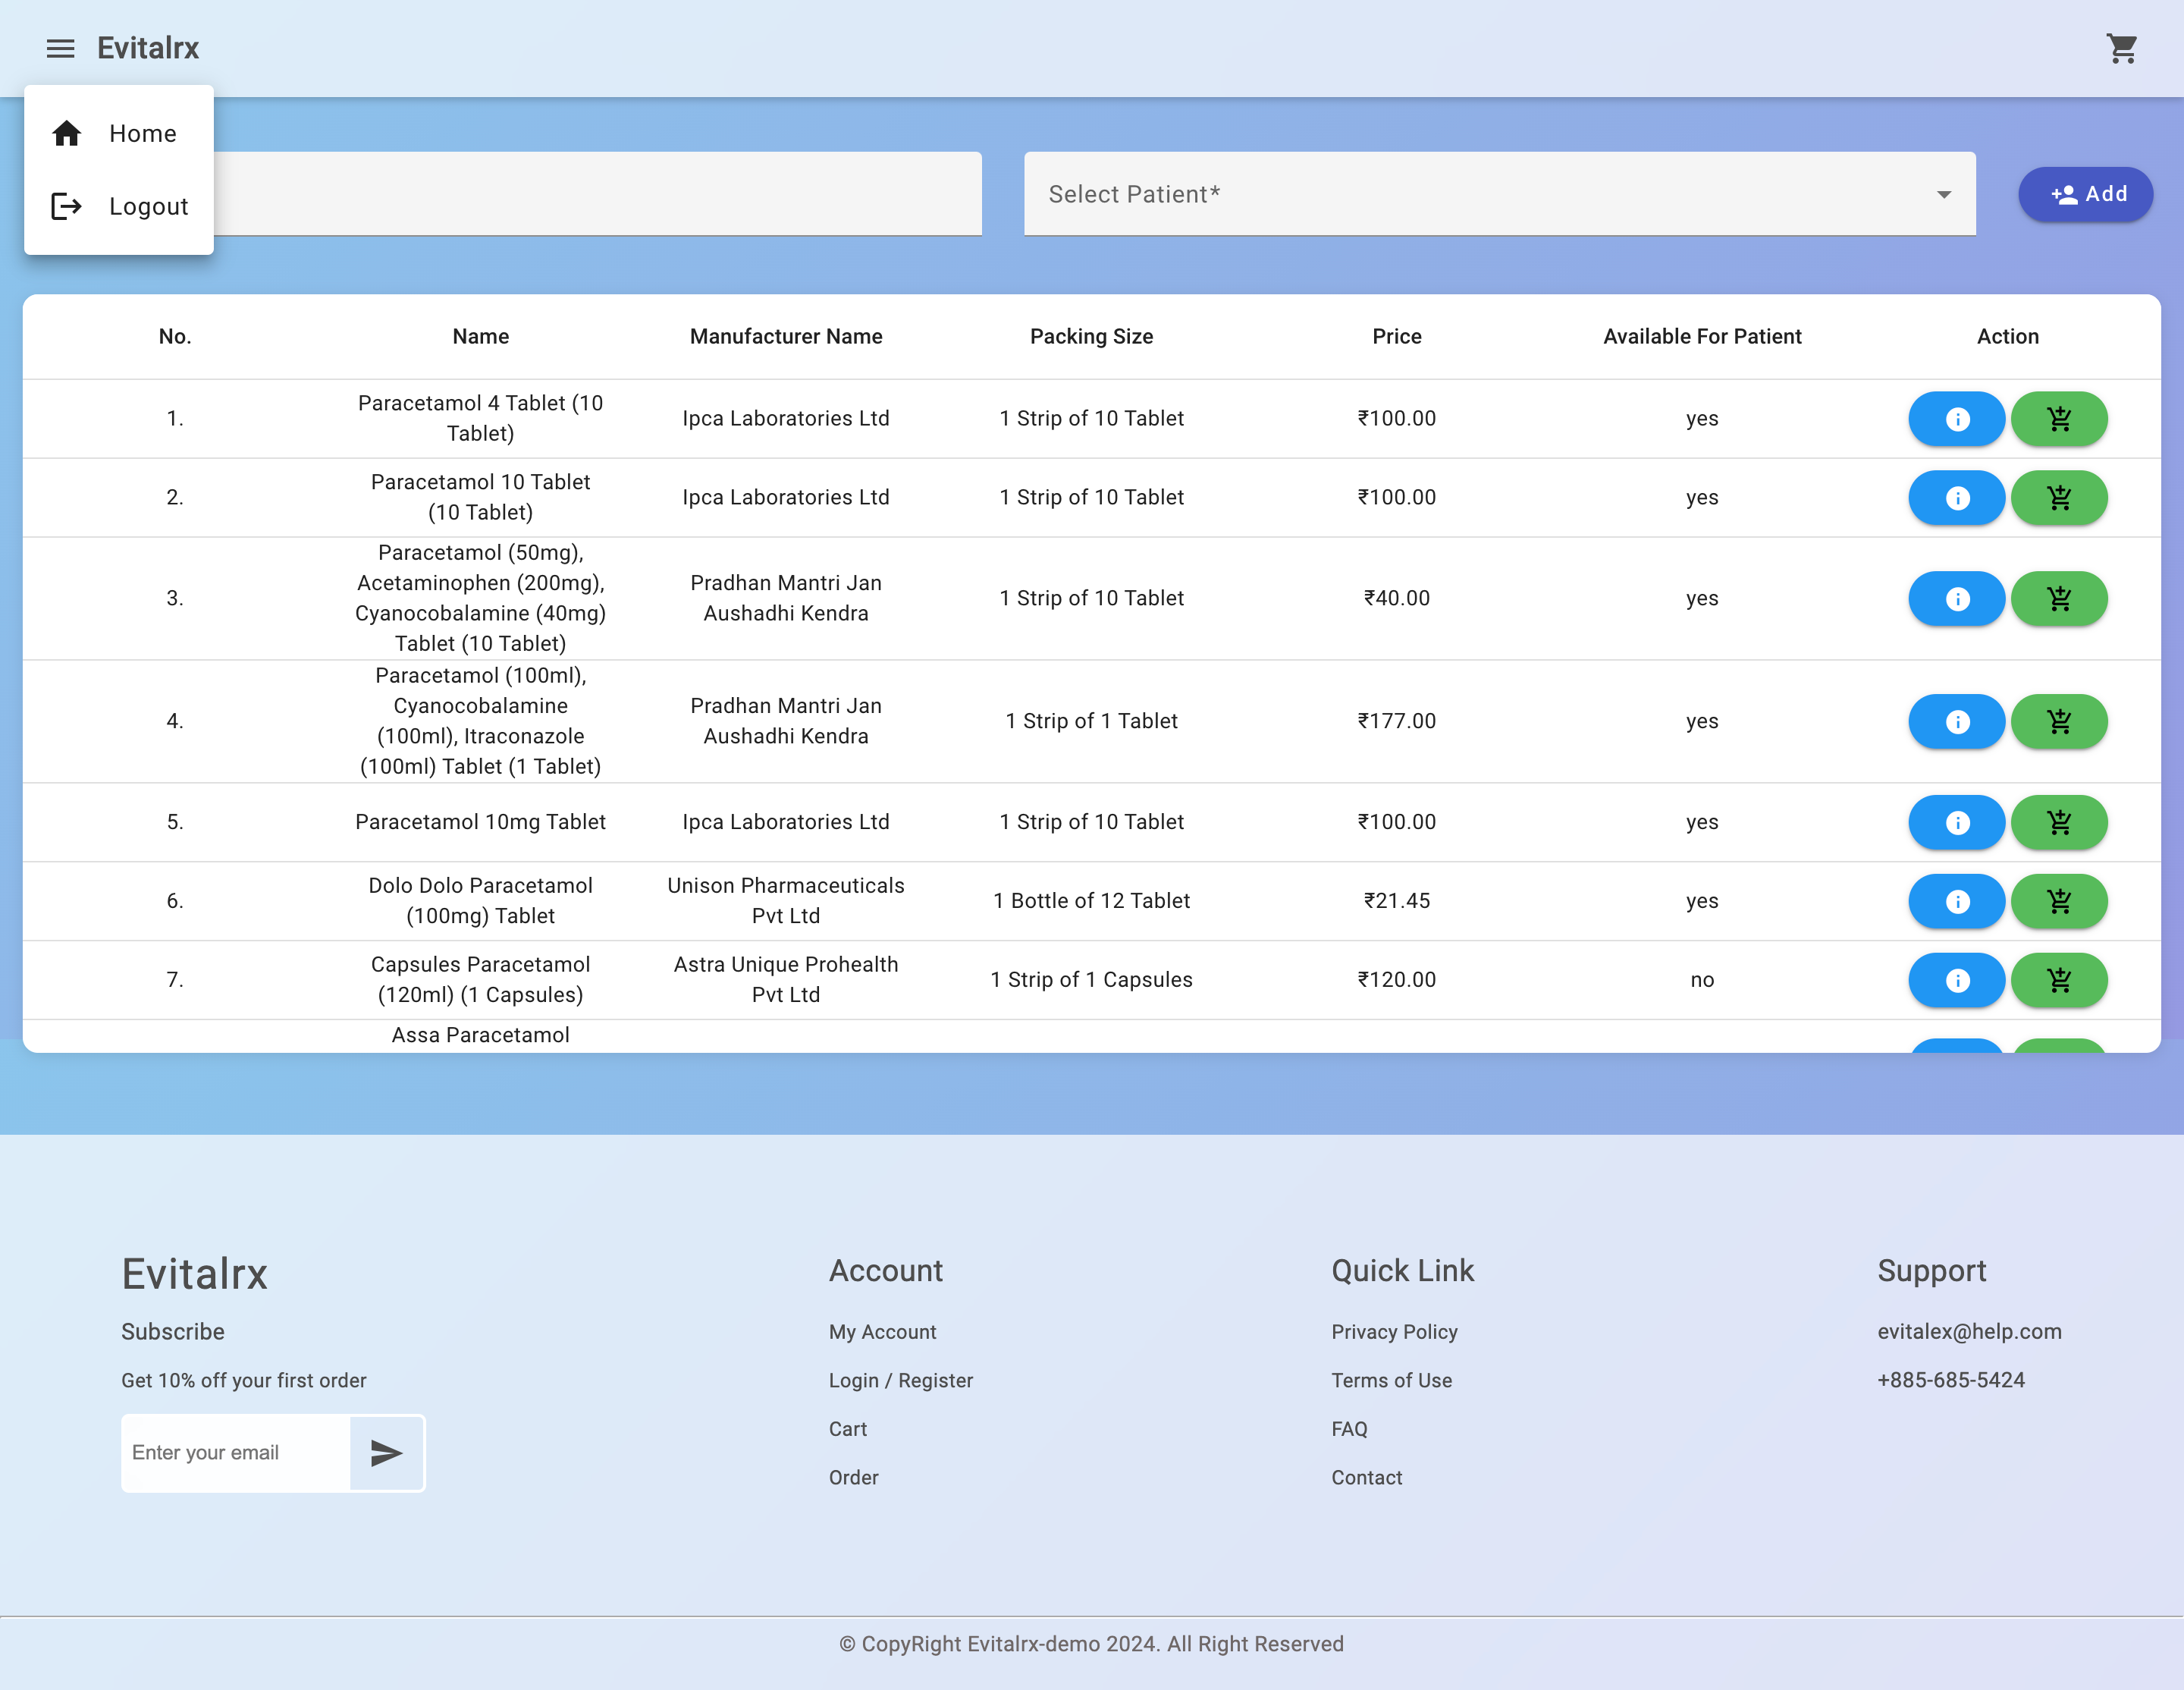 Evitalrx
Home
Logout
Select Patient*
Add
No. Name Manufacturer Name Packing Size Price Available For Patient Action
1. Paracetamol 4 Tablet (10 Tablet) Ipca Laboratories Ltd 1 Strip of 10 Tablet ₹100.00 yes
2. Paracetamol 10 Tablet (10 Tablet) Ipca Laboratories Ltd 1 Strip of 10 Tablet ₹100.00 yes
3. Paracetamol (50mg), Acetaminophen (200mg), Cyanocobalamine (40mg) Tablet (10 Tablet) Pradhan Mantri Jan Aushadhi Kendra 1 Strip of 10 Tablet ₹40.00 yes
4. Paracetamol (100ml), Cyanocobalamine (100ml), Itraconazole (100ml) Tablet (1 Tablet) Pradhan Mantri Jan Aushadhi Kendra 1 Strip of 1 Tablet ₹177.00 yes
5. Paracetamol 10mg Tablet Ipca Laboratories Ltd 1 Strip of 10 Tablet ₹100.00 yes
6. Dolo Dolo Paracetamol (100mg) Tablet Unison Pharmaceuticals Pvt Ltd 1 Bottle of 12 Tablet ₹21.45 yes
7. Capsules Paracetamol (120ml) (1 Capsules) Astra Unique Prohealth Pvt Ltd 1 Strip of 1 Capsules ₹120.00 no
Assa Paracetamol
Evitalrx
Subscribe
Get 10% off your first order
Enter your email
Account
My Account
Login / Register
Cart
Order
Quick Link
Privacy Policy
Terms of Use
FAQ
Contact
Support
evitalex@help.com
+885-685-5424
© CopyRight Evitalrx-demo 2024. All Right Reserved